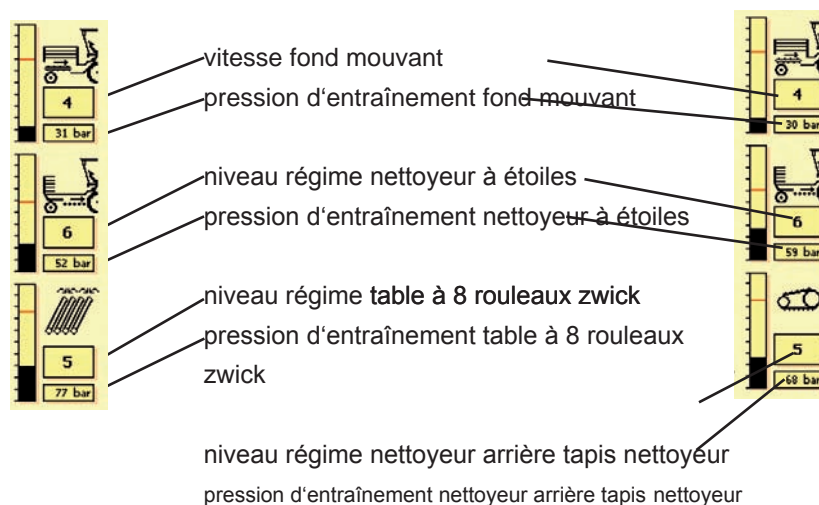 vitesse fond mouvant
4
4
pression d‘entraînement fond mouvant
31 bar
30 bar
niveau régime nettoyeur à étoiles
6
6
pression d‘entraînement nettoyeur à étoiles
52 bar
59 bar
niveau régime table à 8 rouleaux zwick
5
5
pression d‘entraînement table à 8 rouleaux
zwick
77 bar
68 bar
niveau régime nettoyeur arrière tapis nettoyeur
pression d‘entraînement nettoyeur arrière tapis nettoyeur